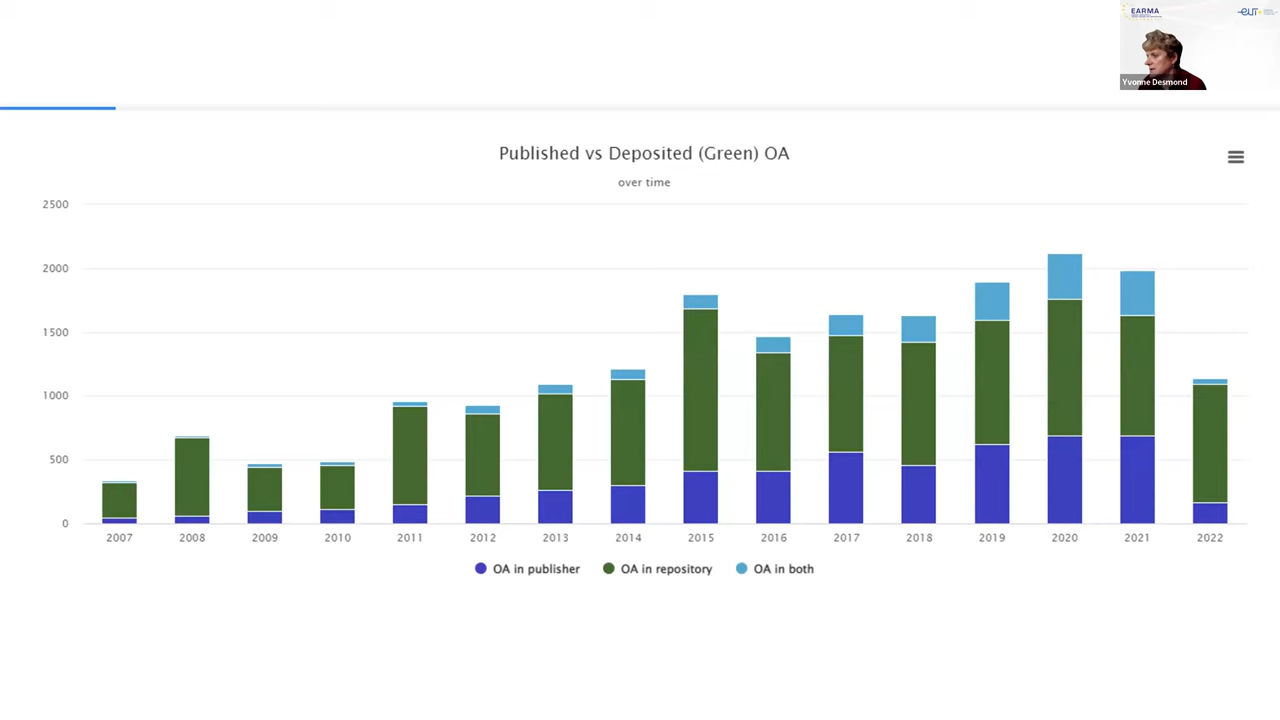 EARMA
eut
Yvonne Desmond
Published vs Deposited (Green) OA
over time
2500
2000
1500
1000
500
0
2007 2008 2009 2010 2011 2012 2013 2014 2015 2016 2017 2018 2019 2020 2021 2022
OA in publisher OA in repository OA in both